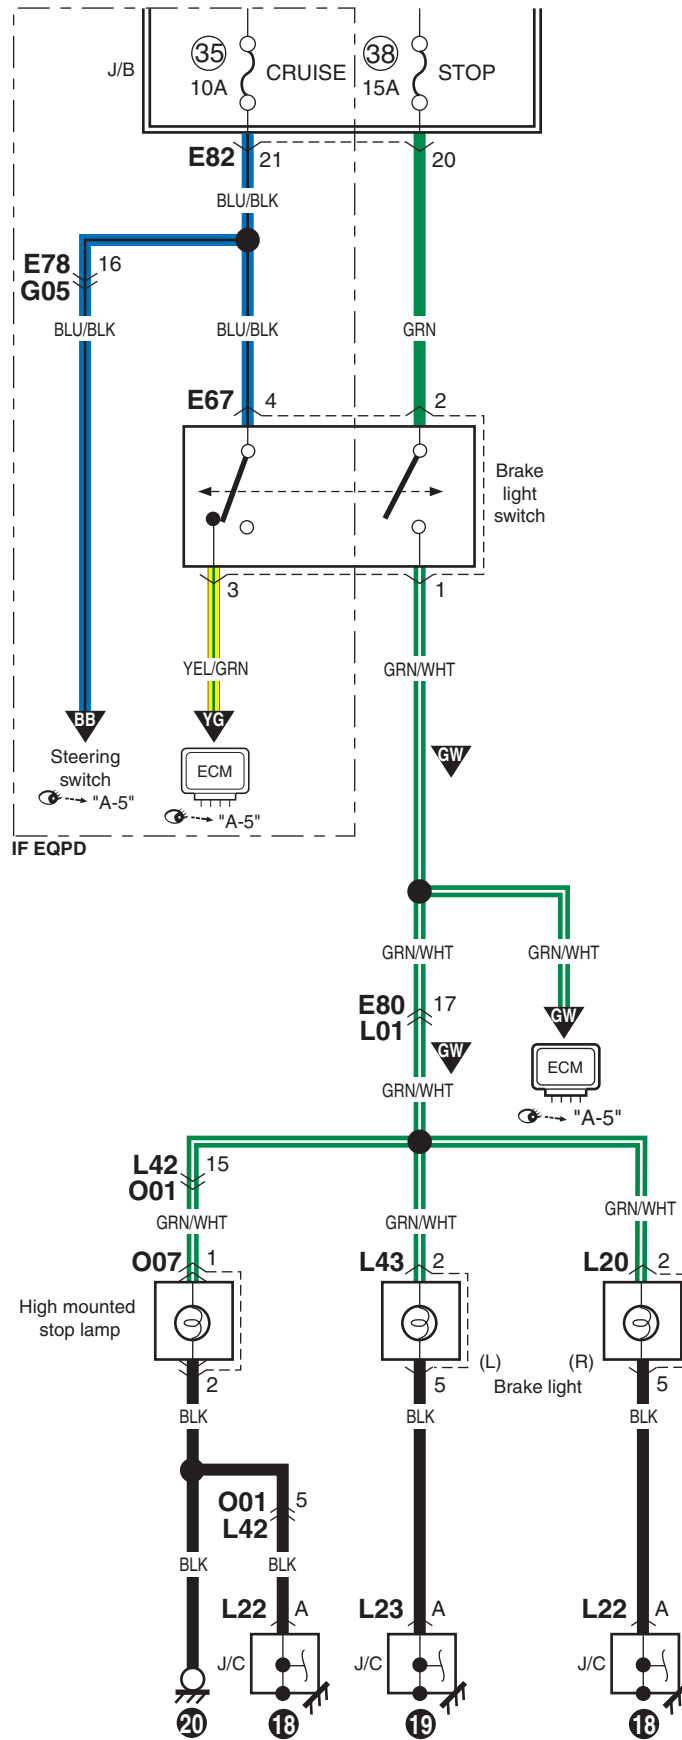 35 38
J/B 10A CRUISE 15A STOP
E82 21 20
BLU/BLK
E78 16
G05
BLU/BLK BLU/BLK GRN
E67 4 2
Brake
light
switch
3 1
YEL/GRN GRN/WHT
BB YG
GW
Steering
switch
"A-5"
ECM
"A-5"
IF EQPD
GRN/WHT GRN/WHT
E80 17
L01
GW
GW
ECM
"A-5"
GRN/WHT
L42 15
O01
GRN/WHT GRN/WHT GRN/WHT
O07 1 L43 2 L20 2
High mounted
stop lamp
(L) (R)
Brake light
2 5 5
BLK BLK BLK
O01 5
L42
BLK BLK
L22 A L23 A L22 A
J/C J/C J/C
20 18 19 18